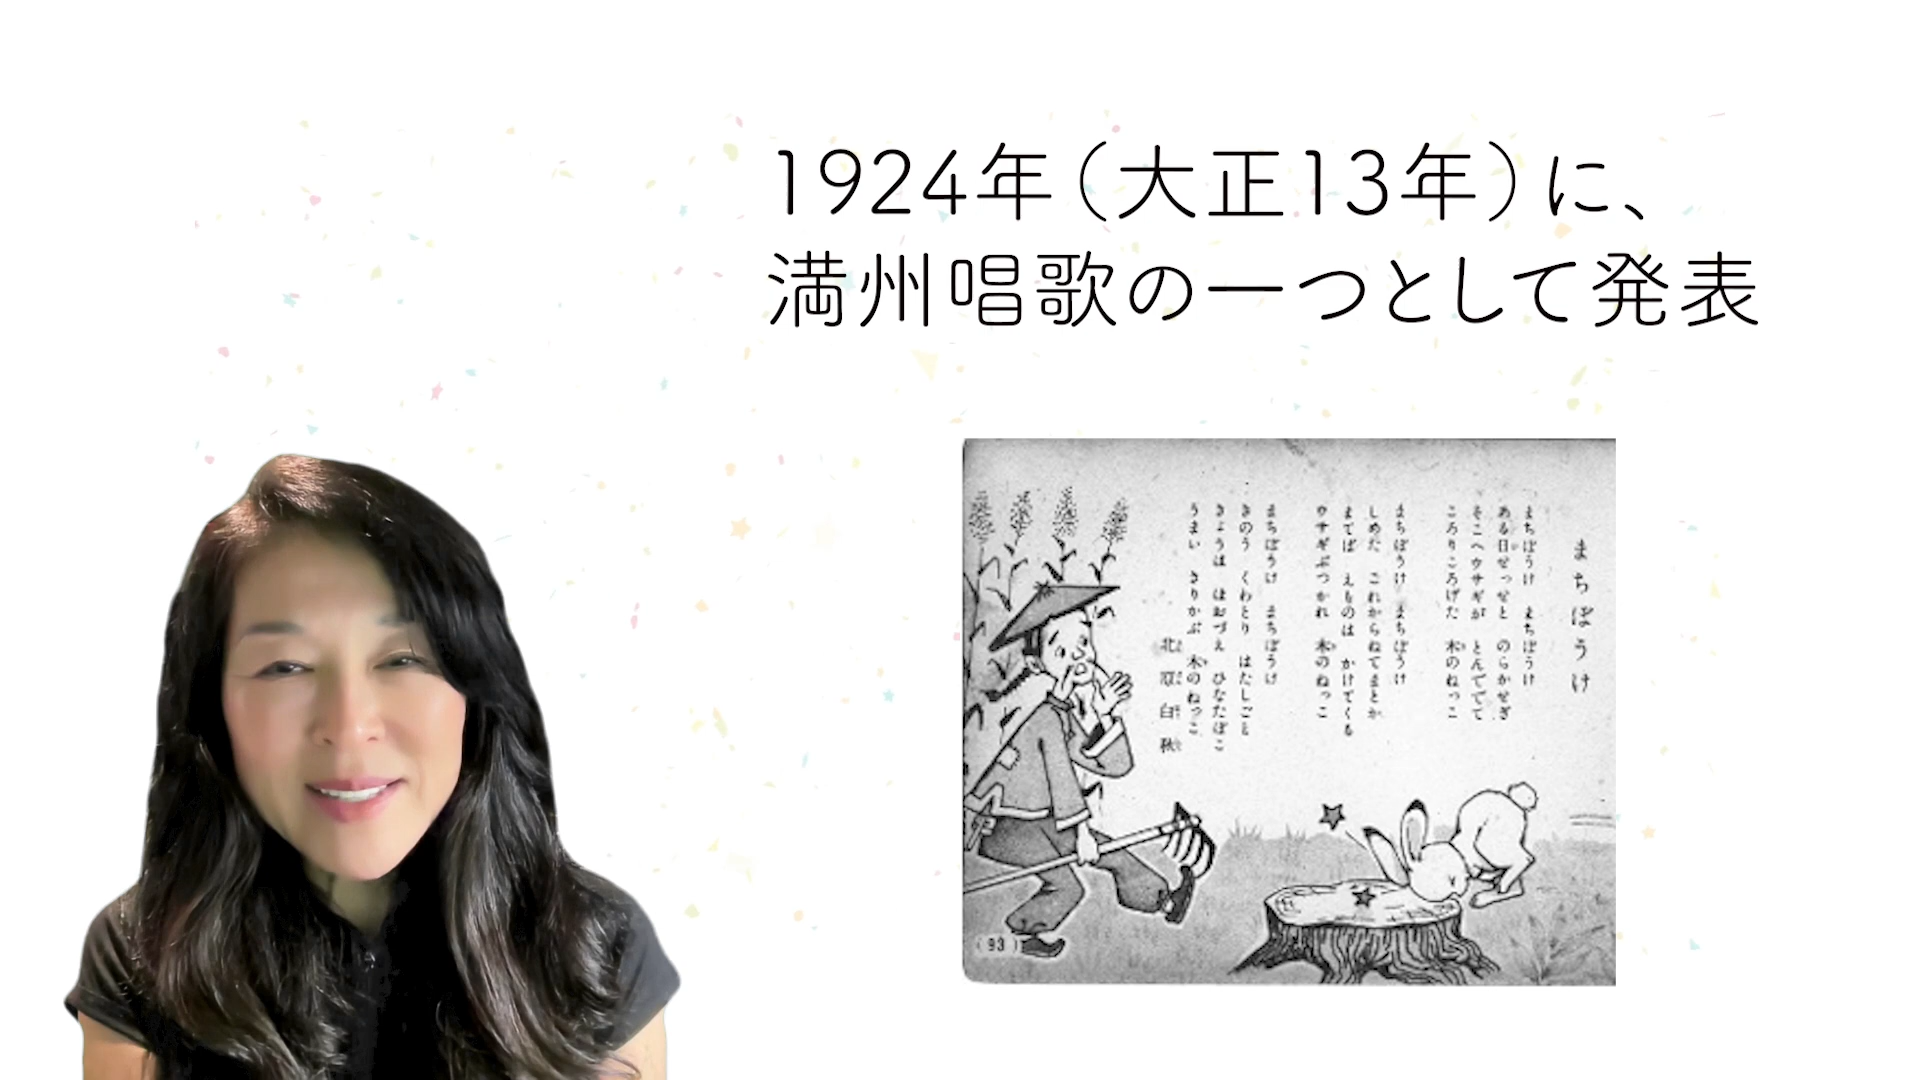 1924年（大正13年）に、
満州唱歌の一つとして発表
まちぼうけ
まちぼうけ まちぼうけ
ある日せっせと のらかせぎ
そこへウサギが とんでてて
ころりころげた 木のねっこ
まちぼうけ まちぼうけ
しめた これからねてまとか
まてば えものは かけてくる
ウサギぶつかれ 木のねっこ
まちぼうけ まちぼうけ
きのう くわとり はたしごと
きょうは ほおづえ ひなたぼこ
うまい きりかぶ 木のねっこ
北原白秋
(93)